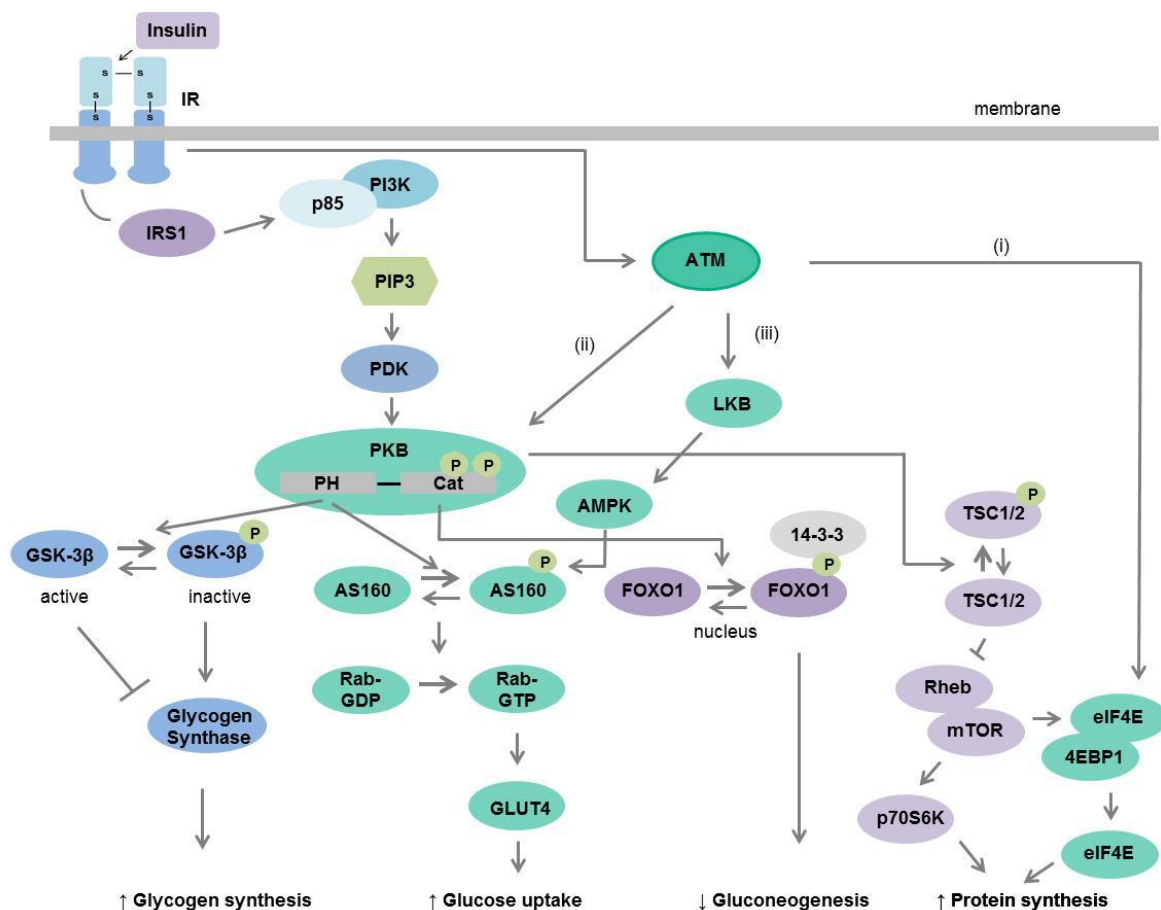 Insulin
s
s
s
s
s
s
IR
membrane
PI3K
p85
IRS1
(i)
ATM
PIP3
(ii)
(iii)
PDK
LKB
PKB
P
P
PH
Cat
AMPK
P
TSC1/2
14-3-3
P
GSK-3β
GSK-3β
P
AS160
AS160
P
FOXO1
FOXO1
TSC1/2
active
inactive
nucleus
Rab-
GDP
Rab-
GTP
Rheb
mTOR
eIF4E
4EBP1
Glycogen
Synthase
GLUT4
p70S6K
eIF4E
↑ Glycogen synthesis
↑ Glucose uptake
↓ Gluconeogenesis
↑ Protein synthesis